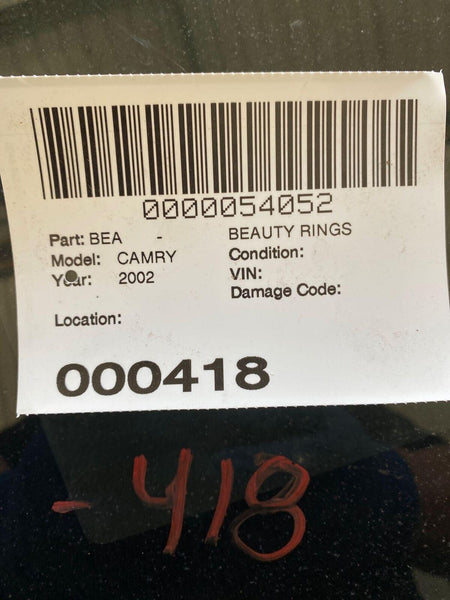 0000054052
Part: BEA - BEAUTY RINGS
Model: CAMRY Condition:
Year: 2002 VIN:
Damage Code:
Location:
000418
- 418